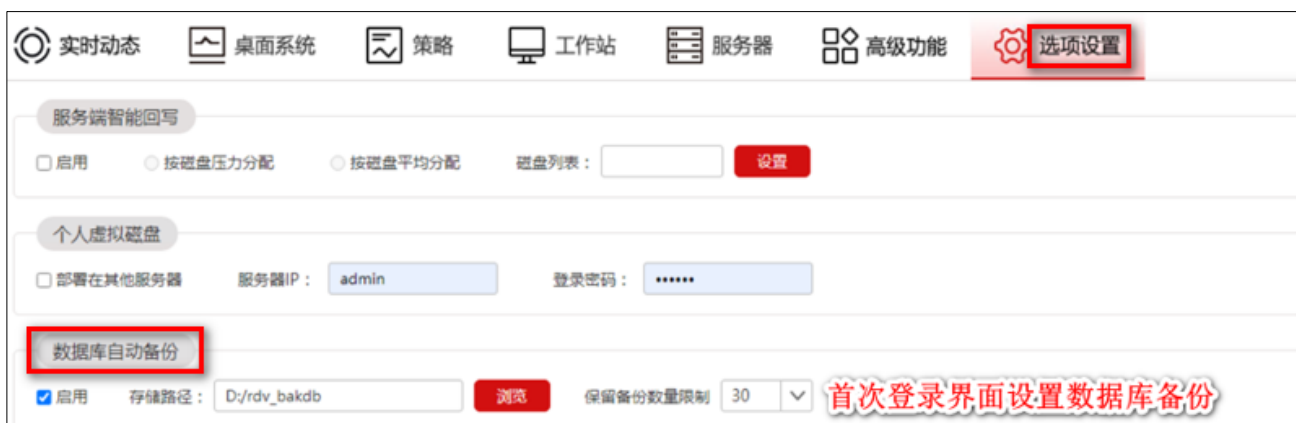 实时动态 桌面系统 策略 工作站 服务器 高级功能 选项设置
服务端智能回写
启用 按磁盘压力分配 按磁盘平均分配 磁盘列表： 设置
个人虚拟磁盘
部署在其他服务器 服务器IP： admin 登录密码： ••••••
数据库自动备份
启用 存储路径： D:/rdv_bakdb 浏览 保留备份数量限制 30 首次登录界面设置数据库备份